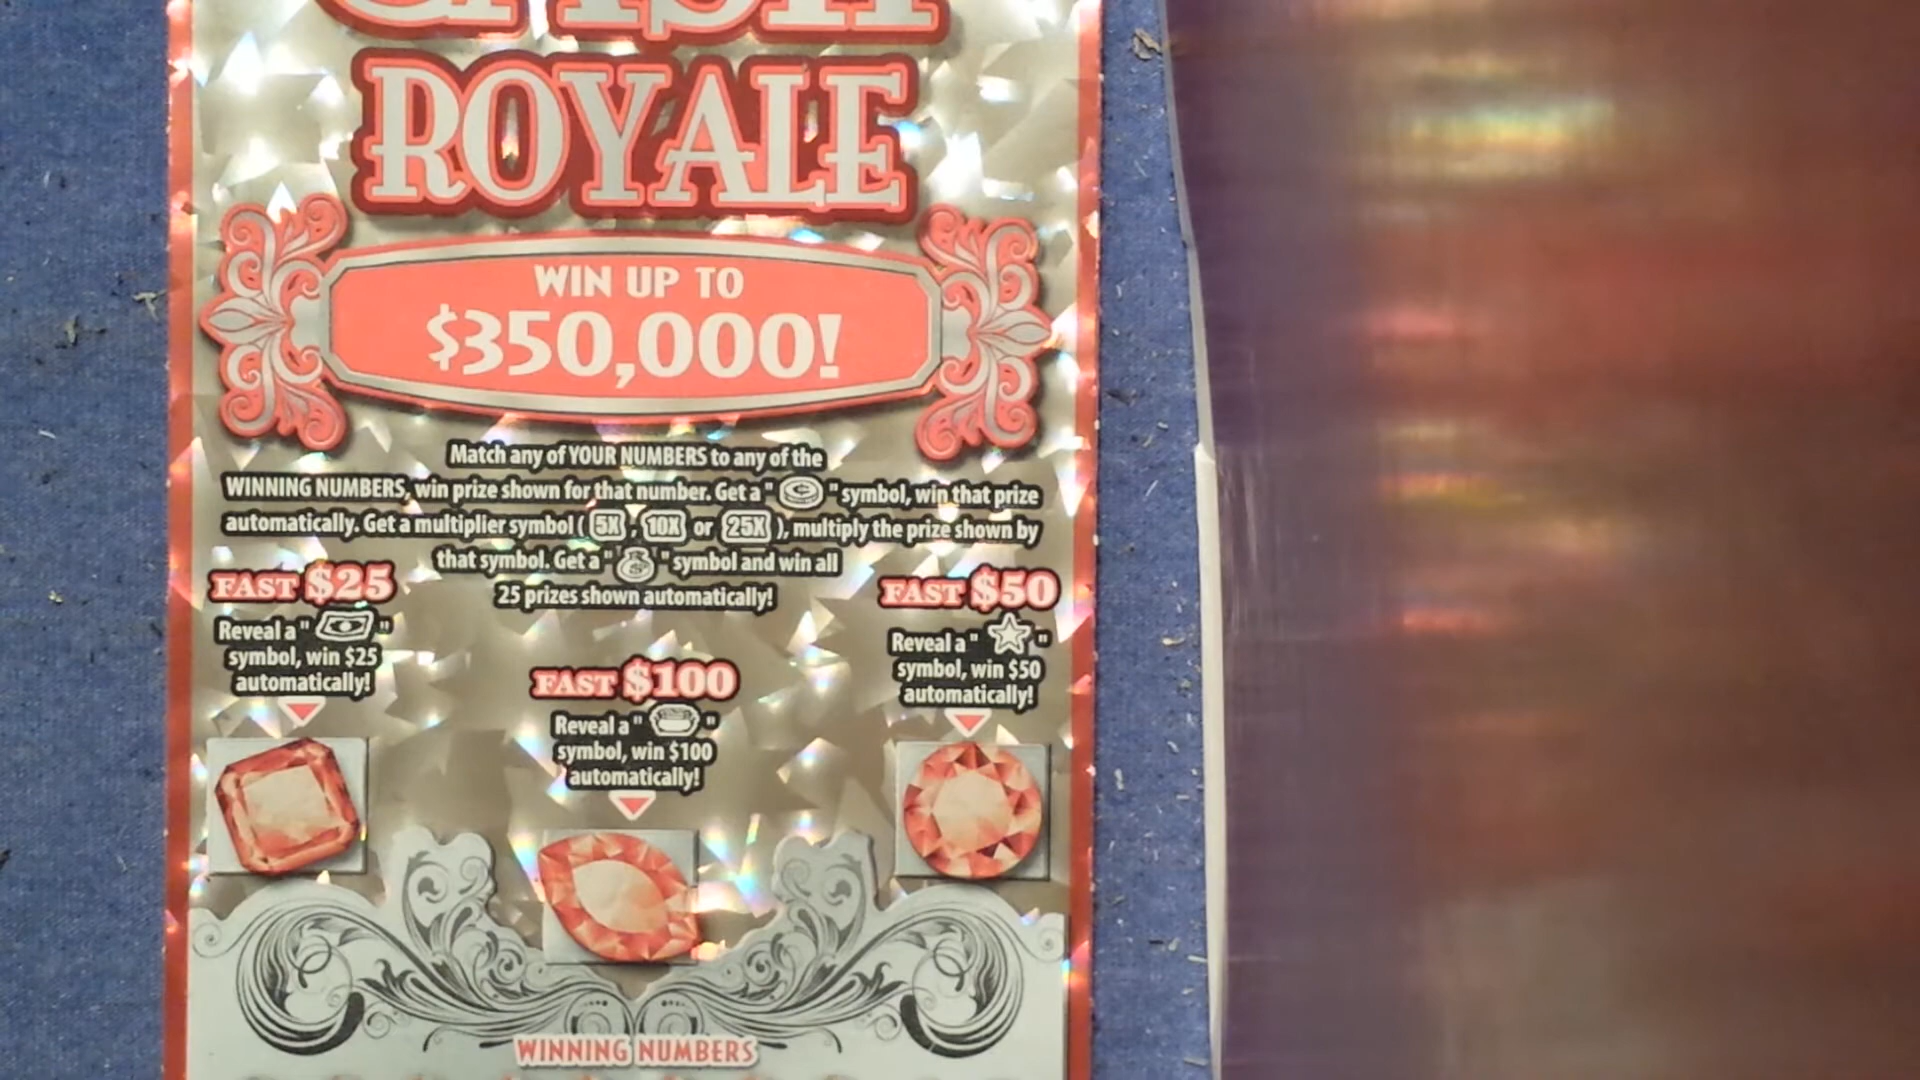 CASH
ROYALE
WIN UP TO
$350,000!
Match any of YOUR NUMBERS to any of the
WINNING NUMBERS, win prize shown for that number. Get a " " symbol, win that prize
automatically. Get a multiplier symbol ( 5X , 10X or 25X ), multiply the prize shown by
that symbol. Get a " " symbol and win all
25 prizes shown automatically!
FAST $25
Reveal a " "
symbol, win $25
automatically!
FAST $100
Reveal a " "
symbol, win $100
automatically!
FAST $50
Reveal a " "
symbol, win $50
automatically!
WINNING NUMBERS